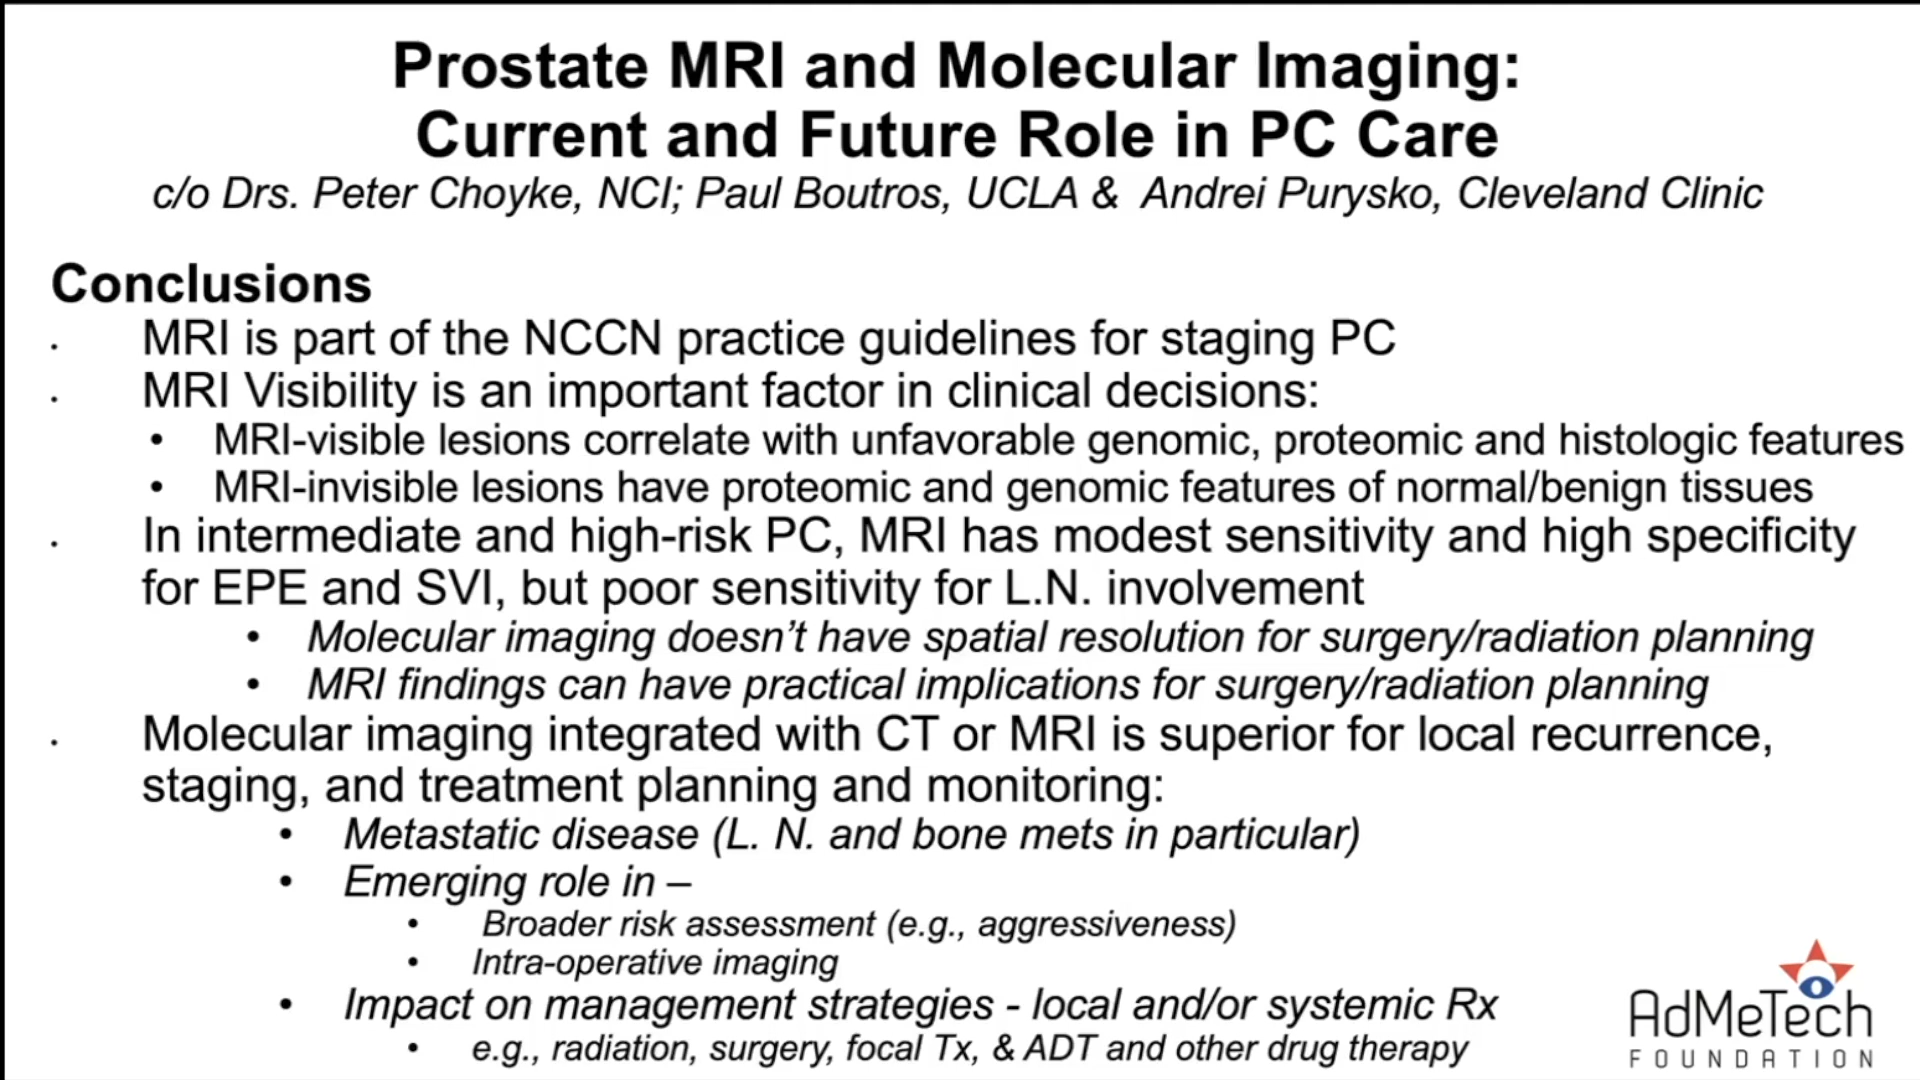 Prostate MRI and Molecular Imaging:
Current and Future Role in PC Care
c/o Drs. Peter Choyke, NCI; Paul Boutros, UCLA & Andrei Purysko, Cleveland Clinic
Conclusions
· MRI is part of the NCCN practice guidelines for staging PC
· MRI Visibility is an important factor in clinical decisions:
• MRI-visible lesions correlate with unfavorable genomic, proteomic and histologic features
• MRI-invisible lesions have proteomic and genomic features of normal/benign tissues
· In intermediate and high-risk PC, MRI has modest sensitivity and high specificity
for EPE and SVI, but poor sensitivity for L.N. involvement
• Molecular imaging doesn’t have spatial resolution for surgery/radiation planning
• MRI findings can have practical implications for surgery/radiation planning
· Molecular imaging integrated with CT or MRI is superior for local recurrence,
staging, and treatment planning and monitoring:
• Metastatic disease (L. N. and bone mets in particular)
• Emerging role in –
• Broader risk assessment (e.g., aggressiveness)
• Intra-operative imaging
• Impact on management strategies - local and/or systemic Rx
• e.g., radiation, surgery, focal Tx, & ADT and other drug therapy
AdMeTech
FOUNDATION